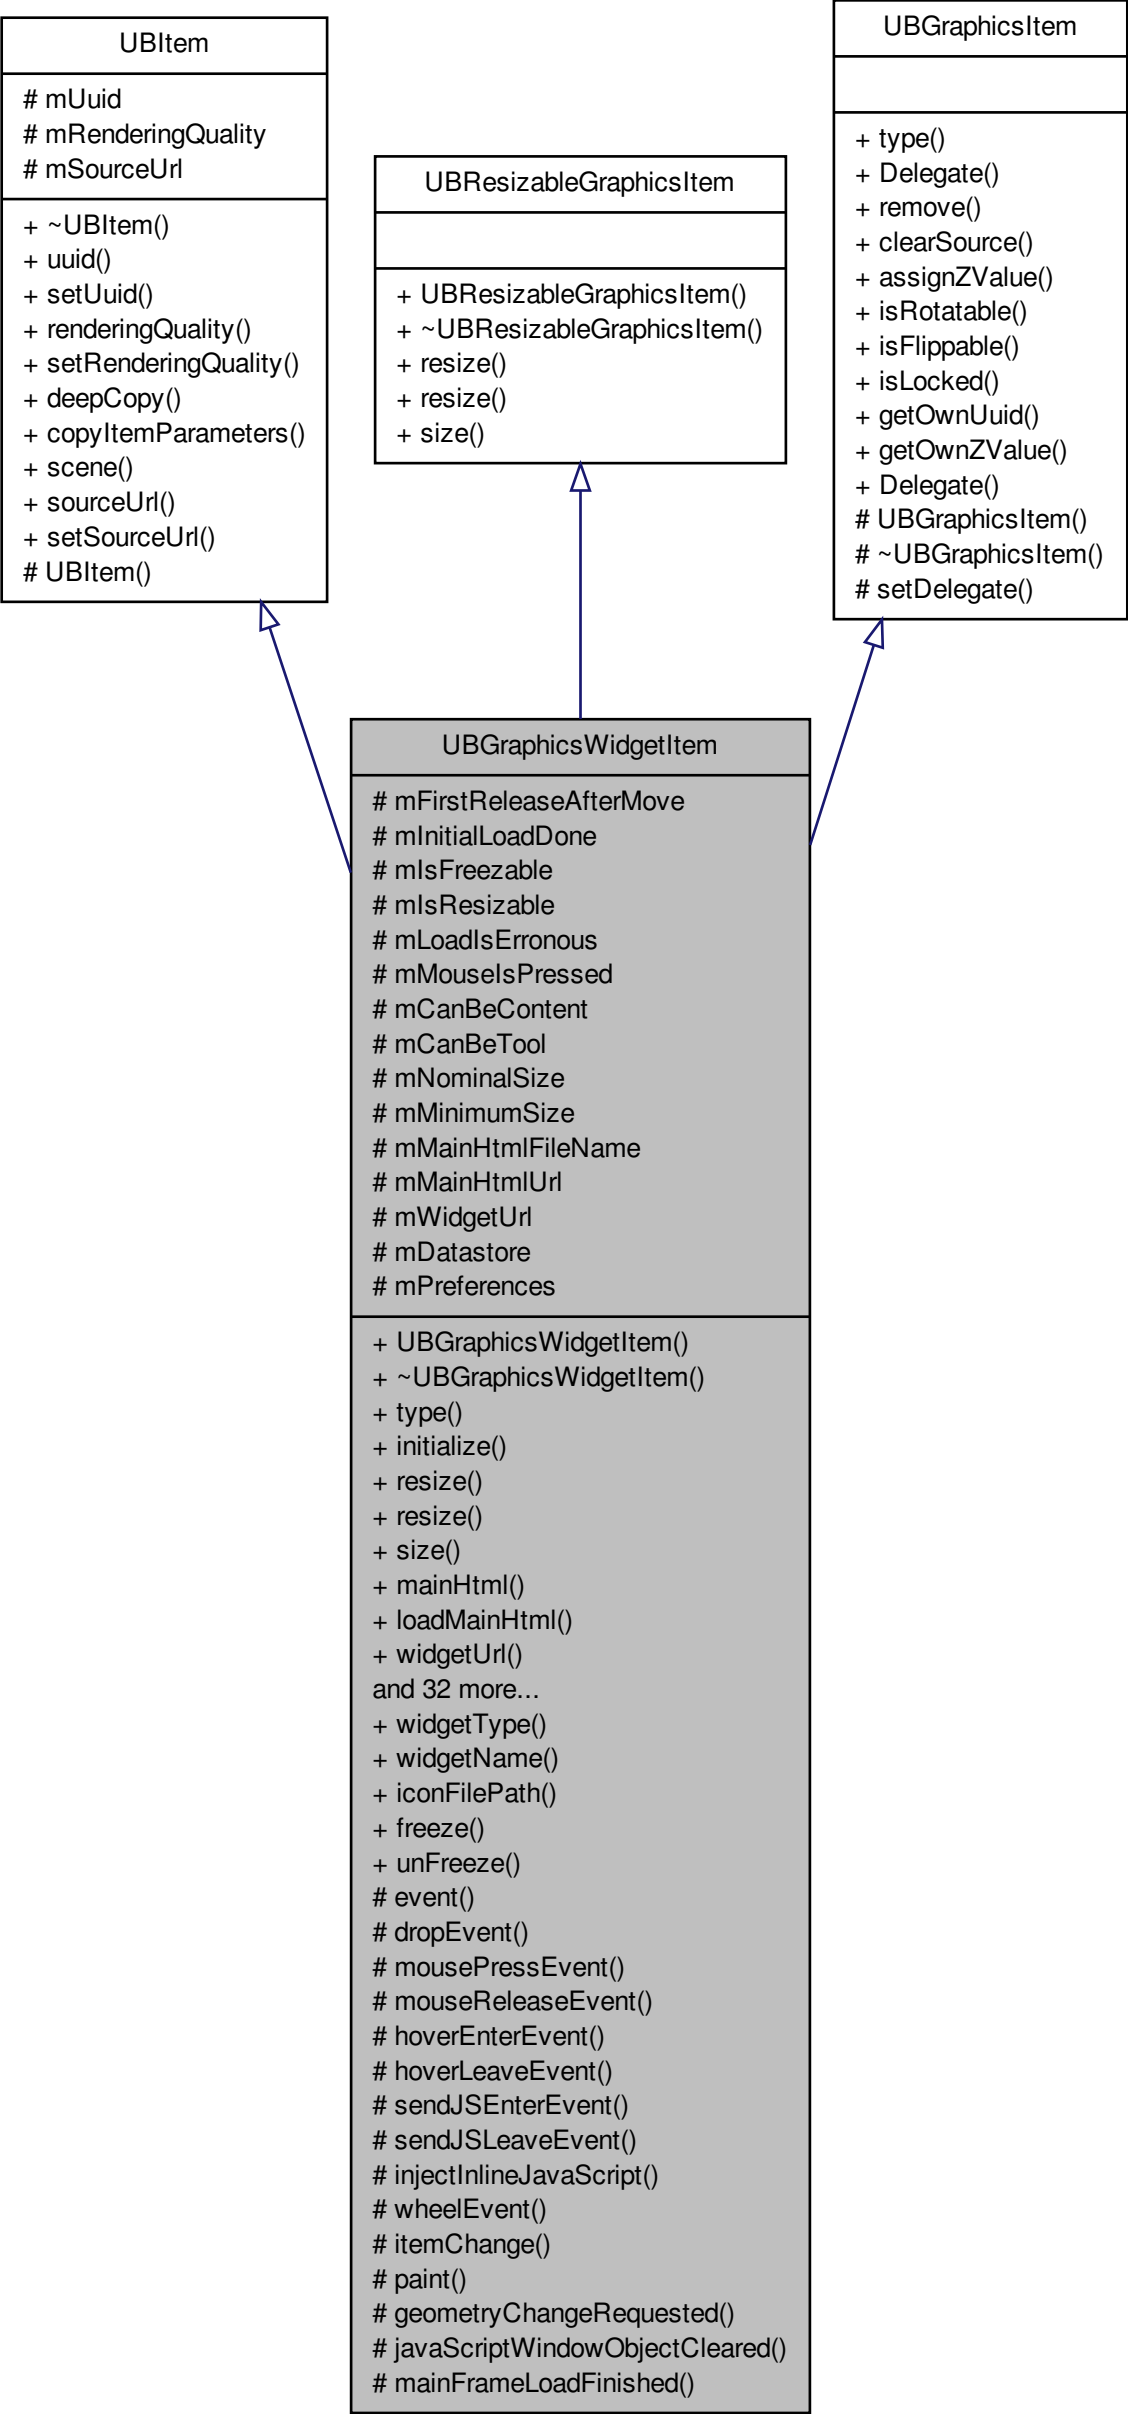 UBItem
# mUuid
# mRenderingQuality
# mSourceUrl
+ ~UBItem()
+ uuid()
+ setUuid()
+ renderingQuality()
+ setRenderingQuality()
+ deepCopy()
+ copyItemParameters()
+ scene()
+ sourceUrl()
+ setSourceUrl()
# UBItem()
UBResizableGraphicsItem
+ UBResizableGraphicsItem()
+ ~UBResizableGraphicsItem()
+ resize()
+ resize()
+ size()
UBGraphicsItem
+ type()
+ Delegate()
+ remove()
+ clearSource()
+ assignZValue()
+ isRotatable()
+ isFlippable()
+ isLocked()
+ getOwnUuid()
+ getOwnZValue()
+ Delegate()
# UBGraphicsItem()
# ~UBGraphicsItem()
# setDelegate()
UBGraphicsWidgetItem
# mFirstReleaseAfterMove
# mInitialLoadDone
# mIsFreezable
# mIsResizable
# mLoadIsErronous
# mMouseIsPressed
# mCanBeContent
# mCanBeTool
# mNominalSize
# mMinimumSize
# mMainHtmlFileName
# mMainHtmlUrl
# mWidgetUrl
# mDatastore
# mPreferences
+ UBGraphicsWidgetItem()
+ ~UBGraphicsWidgetItem()
+ type()
+ initialize()
+ resize()
+ resize()
+ size()
+ mainHtml()
+ loadMainHtml()
+ widgetUrl()
and 32 more...
+ widgetType()
+ widgetName()
+ iconFilePath()
+ freeze()
+ unFreeze()
# event()
# dropEvent()
# mousePressEvent()
# mouseReleaseEvent()
# hoverEnterEvent()
# hoverLeaveEvent()
# sendJSEnterEvent()
# sendJSLeaveEvent()
# injectInlineJavaScript()
# wheelEvent()
# itemChange()
# paint()
# geometryChangeRequested()
# javaScriptWindowObjectCleared()
# mainFrameLoadFinished()